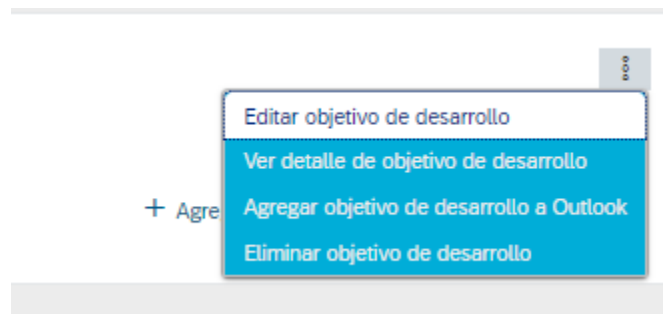 Editar objetivo de desarrollo
Ver detalle de objetivo de desarrollo
+ Agre
Agregar objetivo de desarrollo a Outlook
Eliminar objetivo de desarrollo